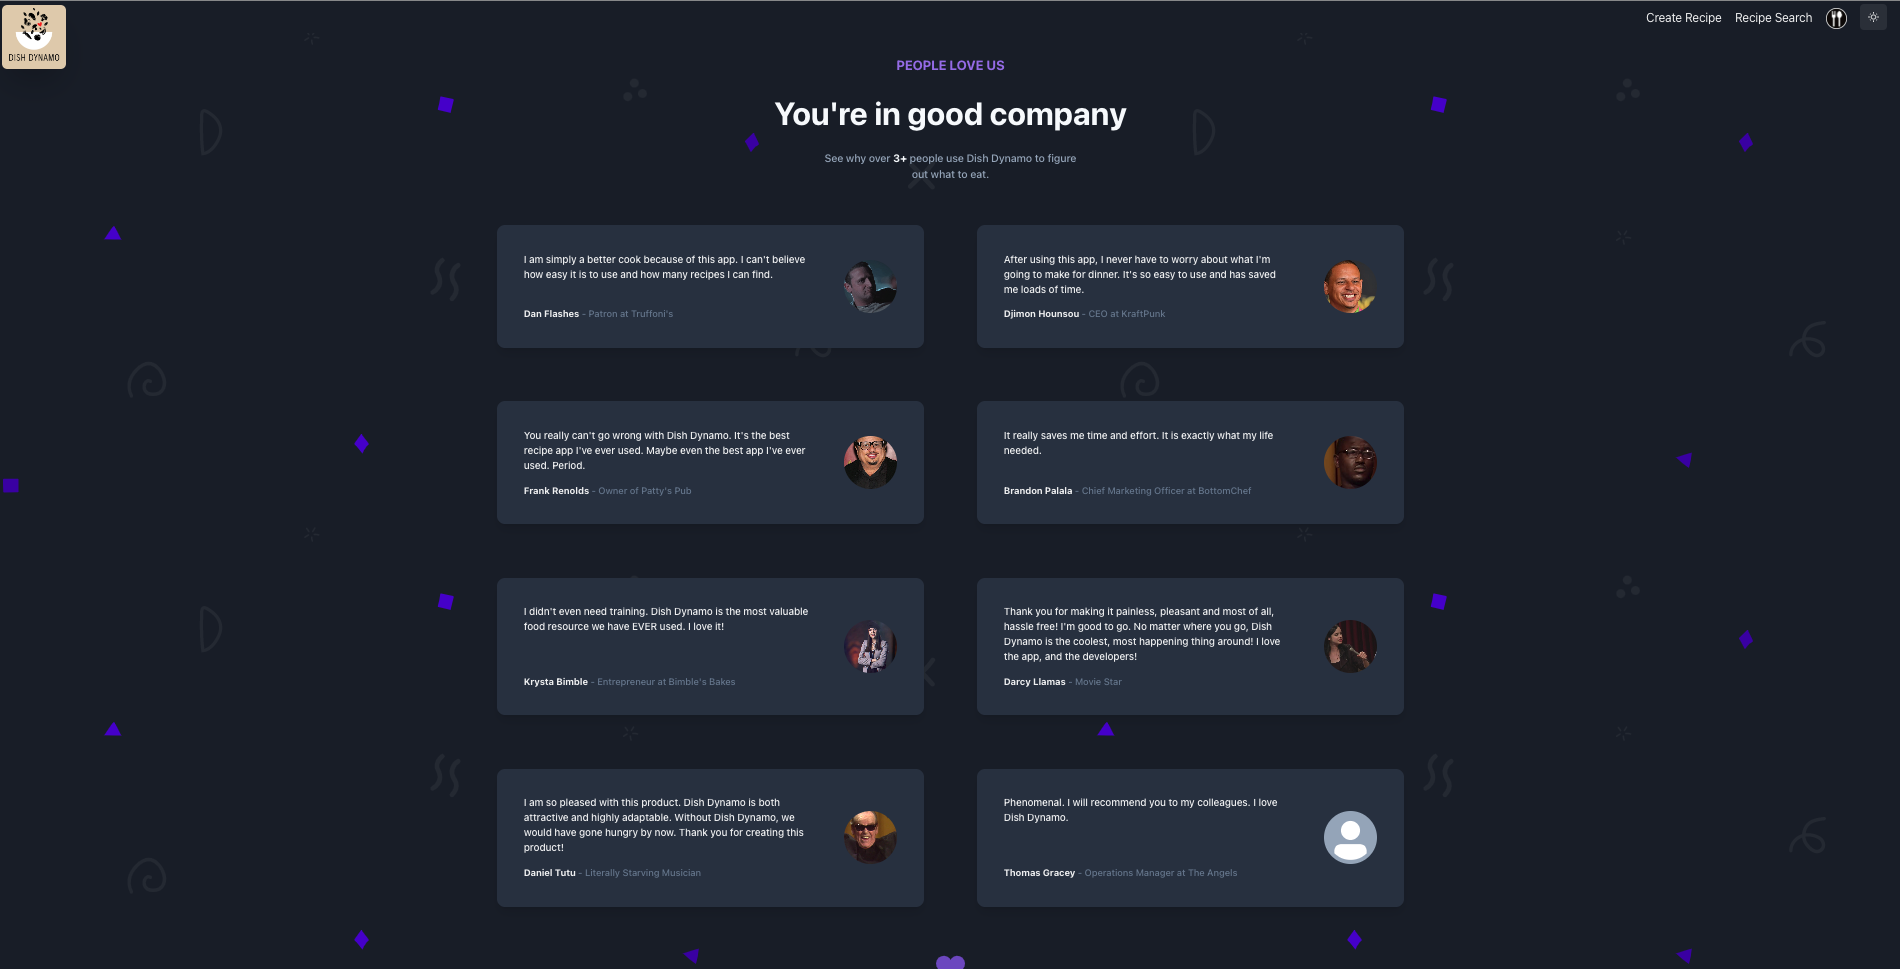 DISH DYNAMO
Create Recipe
Recipe Search
PEOPLE LOVE US
You're in good company
See why over 3+ people use Dish Dynamo to figure
out what to eat.
I am simply a better cook because of this app. I can't believe
how easy it is to use and how many recipes I can find.
Dan Flashes - Patron at Truffoni's
After using this app, I never have to worry about what I'm
going to make for dinner. It's so easy to use and has saved
me loads of time.
Djimon Hounsou - CEO at KraftPunk
You really can't go wrong with Dish Dynamo. It's the best
recipe app I've ever used. Maybe even the best app I've ever
used. Period.
Frank Renolds - Owner of Patty's Pub
It really saves me time and effort. It is exactly what my life
needed.
Brandon Palala - Chief Marketing Officer at BottomChef
I didn't even need training. Dish Dynamo is the most valuable
food resource we have EVER used. I love it!
Krysta Bimble - Entrepreneur at Bimble's Bakes
Thank you for making it painless, pleasant and most of all,
hassle free! I'm good to go. No matter where you go, Dish
Dynamo is the coolest, most happening thing around! I love
the app, and the developers!
Darcy Llamas - Movie Star
I am so pleased with this product. Dish Dynamo is both
attractive and highly adaptable. Without Dish Dynamo, we
would have gone hungry by now. Thank you for creating this
product!
Daniel Tutu - Literally Starving Musician
Phenomenal. I will recommend you to my colleagues. I love
Dish Dynamo.
Thomas Gracey - Operations Manager at The Angels